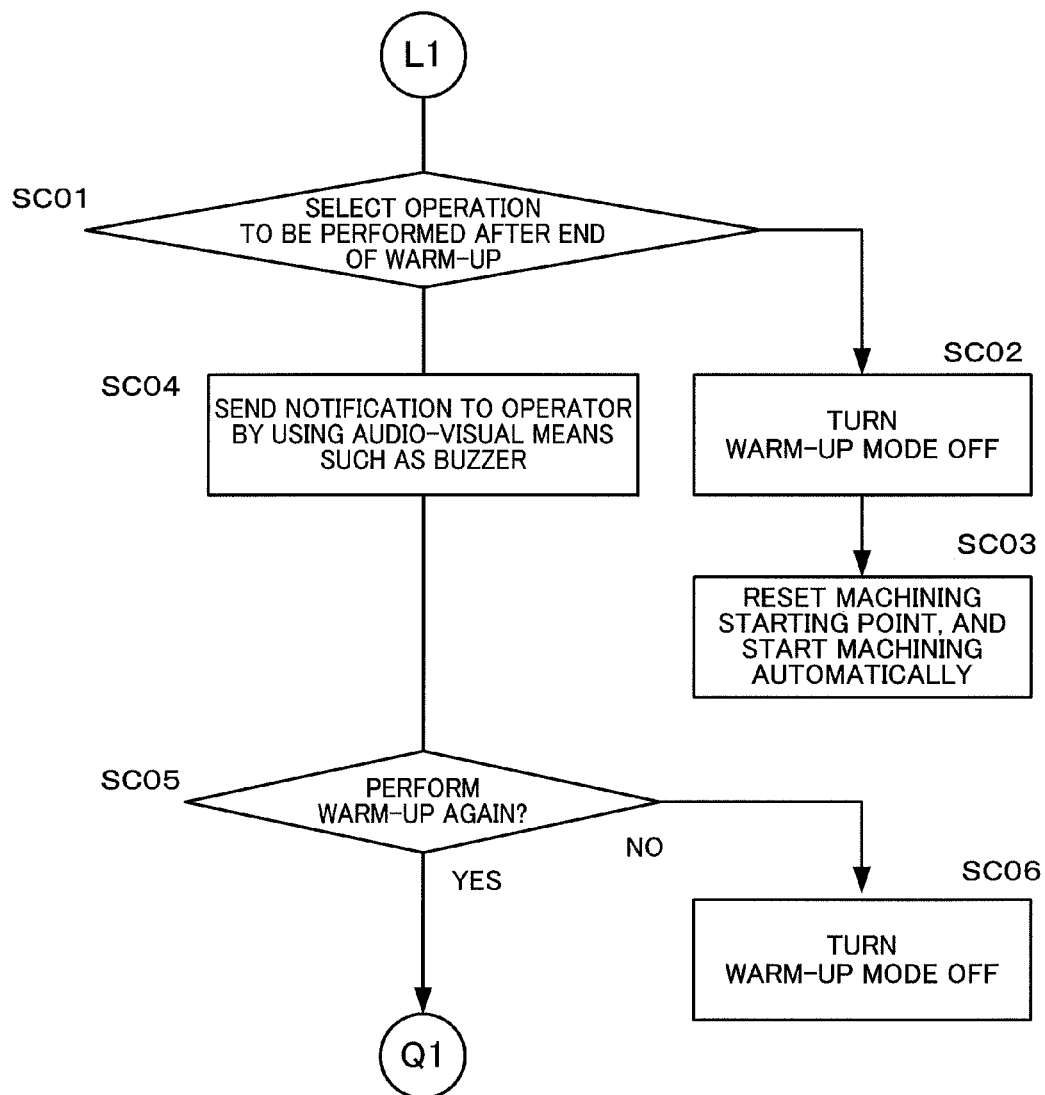 L1
SC01
SELECT OPERATION
TO BE PERFORMED AFTER END
OF WARM-UP
SC02
TURN
WARM-UP MODE OFF
SC04
SEND NOTIFICATION TO OPERATOR
BY USING AUDIO-VISUAL MEANS
SUCH AS BUZZER
SC03
RESET MACHINING
STARTING POINT, AND
START MACHINING
AUTOMATICALLY
SC05
PERFORM
WARM-UP AGAIN?
NO
YES
SC06
TURN
WARM-UP MODE OFF
Q1